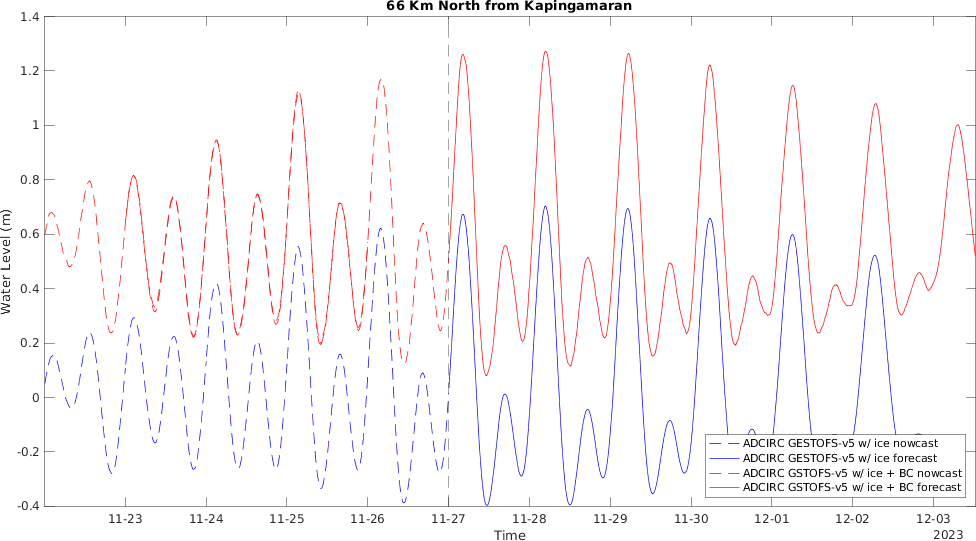 66 Km North from Kapingamaran
Water Level (m)
1.4
1.2
1
0.8
0.6
0.4
0.2
0
-0.2
-0.4
ADCIRC GESTOFS-v5 w/ ice nowcast
ADCIRC GESTOFS-v5 w/ ice forecast
ADCIRC GSTOFS-v5 w/ ice + BC nowcast
ADCIRC GSTOFS-v5 w/ ice + BC forecast
11-23 11-24 11-25 11-26 11-27 11-28 11-29 11-30 12-01 12-02 12-03
Time
2023